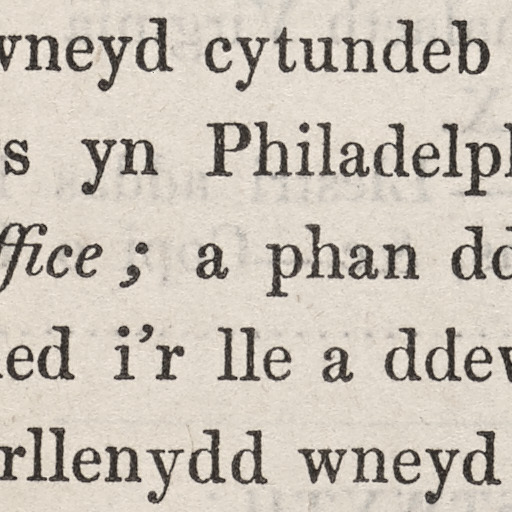 wneyd cytundeb
s yn Philadelph
ffice ; a phan dd
ed i'r lle a ddew
rllenydd wneyd